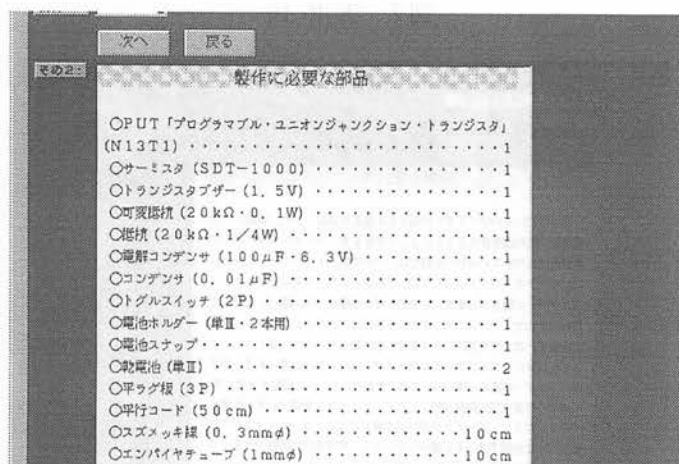 次へ 戻る
その2:
製作に必要な部品
○PUT「プログラマブル・ユニオンジャンクション・トランジスタ」
(N13T1)・・・・・・・・・・・・・・・・・・・・・・・・・1
○サーミスタ(SDT-1000)・・・・・・・・・・・・・・・・1
○トランジスタブザー(1.5V)・・・・・・・・・・・・・・・1
○可変抵抗(20kΩ・0.1W)・・・・・・・・・・・・・・・・1
○抵抗(20kΩ・1/4W)・・・・・・・・・・・・・・・・・・1
○電解コンデンサ(100μF・6.3V)・・・・・・・・・・・1
○コンデンサ(0.01μF)・・・・・・・・・・・・・・・・・1
○トグルスイッチ(2P)・・・・・・・・・・・・・・・・・・・1
○電池ホルダー(単Ⅱ・2本用)・・・・・・・・・・・・・・・・1
○電池スナップ・・・・・・・・・・・・・・・・・・・・・・・・1
○乾電池(単Ⅱ)・・・・・・・・・・・・・・・・・・・・・・2
○平ラグ板(3P)・・・・・・・・・・・・・・・・・・・・・・1
○平行コード(50cm)・・・・・・・・・・・・・・・・・・・1
○スズメッキ線(0.3mmφ)・・・・・・・・・・・・・10cm
○エンパイヤチューブ(1mmφ)・・・・・・・・・・・・10cm